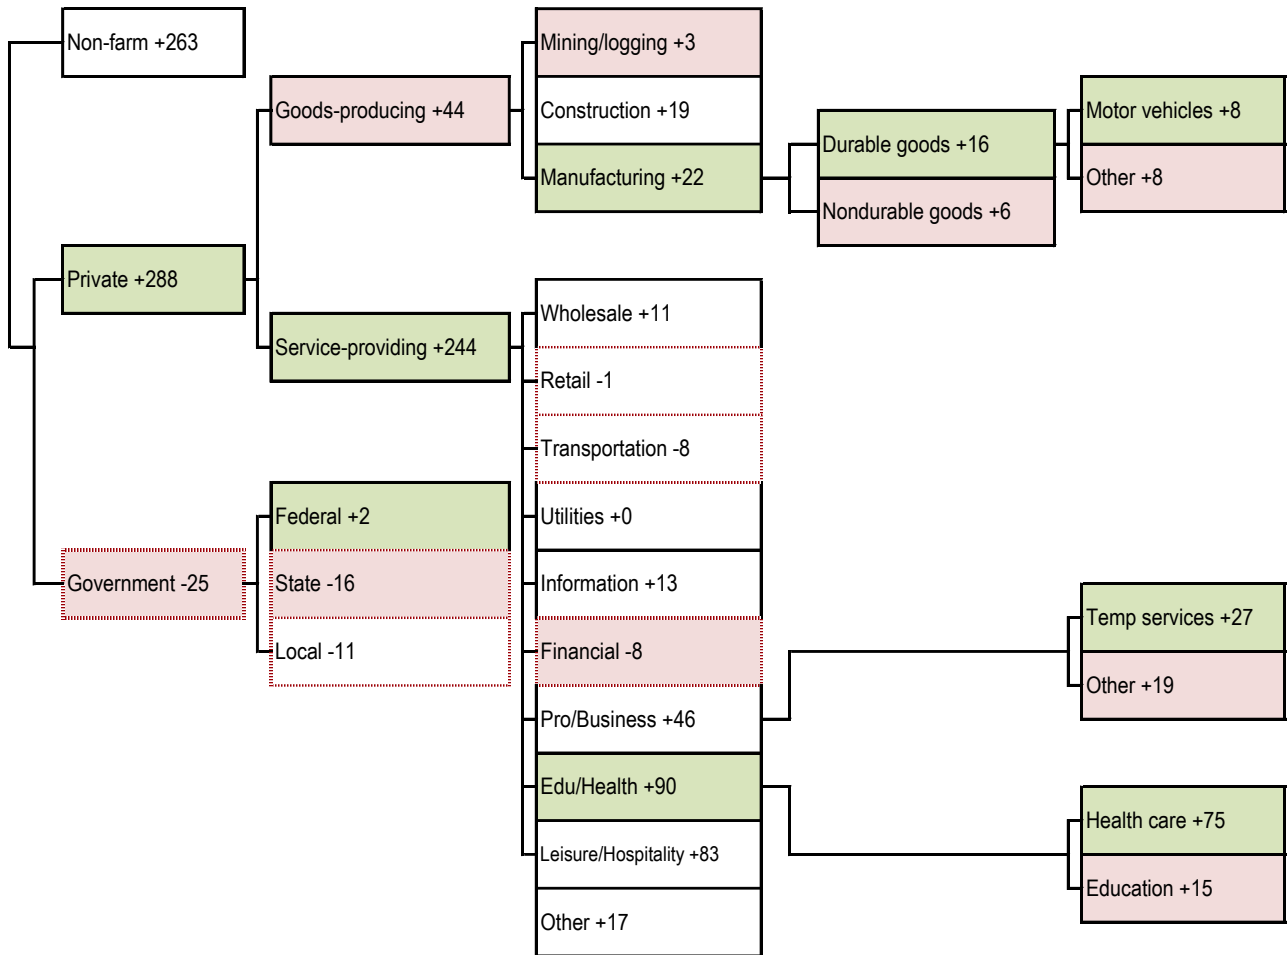 Non-farm +263
Private +288
Government -25
Goods-producing +44
Service-providing +244
Federal +2
State -16
Local -11
Mining/logging +3
Construction +19
Manufacturing +22
Wholesale +11
Retail -1
Transportation -8
Utilities +0
Information +13
Financial -8
Pro/Business +46
Edu/Health +90
Leisure/Hospitality +83
Other +17
Durable goods +16
Nondurable goods +6
Motor vehicles +8
Other +8
Temp services +27
Other +19
Health care +75
Education +15